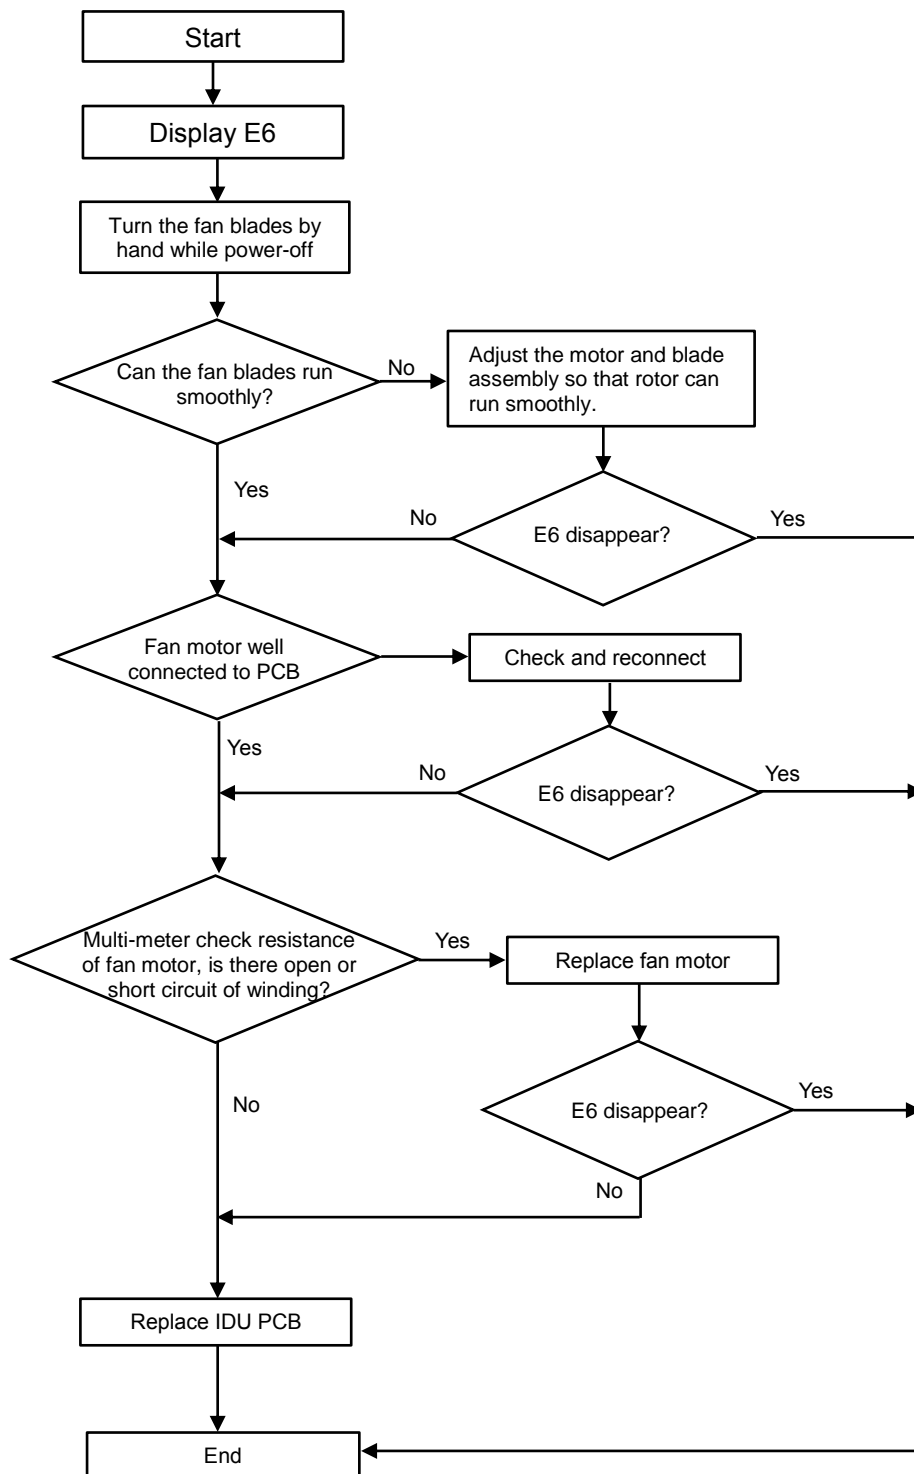 Start
Display E6
Turn the fan blades by
hand while power-off
Can the fan blades run
smoothly?
No
Adjust the motor and blade
assembly so that rotor can
run smoothly.
Yes
No
E6 disappear?
Yes
Fan motor well
connected to PCB
Check and reconnect
Yes
No
E6 disappear?
Yes
Multi-meter check resistance
of fan motor, is there open or
short circuit of winding?
Yes
Replace fan motor
No
E6 disappear?
Yes
No
Replace IDU PCB
End